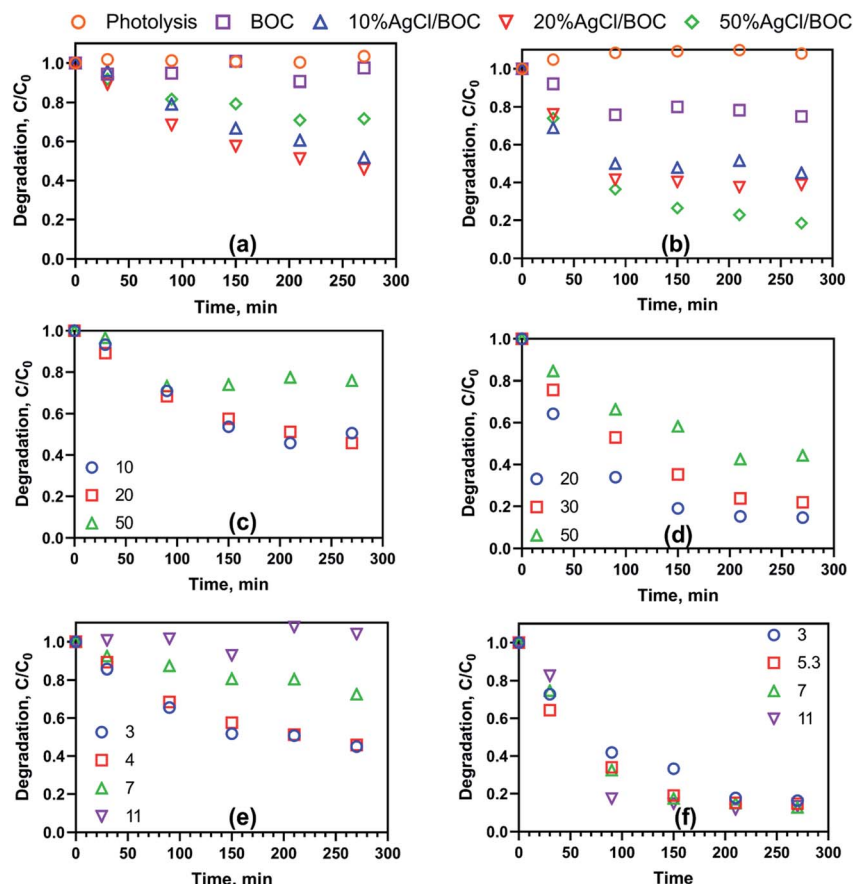 Photolysis BOC 10%AgCl/BOC 20%AgCl/BOC 50%AgCl/BOC
Degradation, C/C0
1.0
0.8
0.6
0.4
0.2
0.0
(a)
0 50 100 150 200 250 300
Time, min
Degradation, C/C0
1.0
0.8
0.6
0.4
0.2
0.0
(b)
0 50 100 150 200 250 300
Time, min
Degradation, C/C0
1.0
0.8
0.6
0.4
0.2
0.0
10
20
50
(c)
0 50 100 150 200 250 300
Time, min
Degradation, C/C0
1.0
0.8
0.6
0.4
0.2
0.0
20
30
50
(d)
0 50 100 150 200 250 300
Time, min
Degradation, C/C0
1.0
0.8
0.6
0.4
0.2
0.0
3
4
7
11
(e)
0 50 100 150 200 250 300
Time, min
Degradation, C/C0
1.0
0.8
0.6
0.4
0.2
0.0
3
5.3
7
11
(f)
0 50 100 150 200 250 300
Time